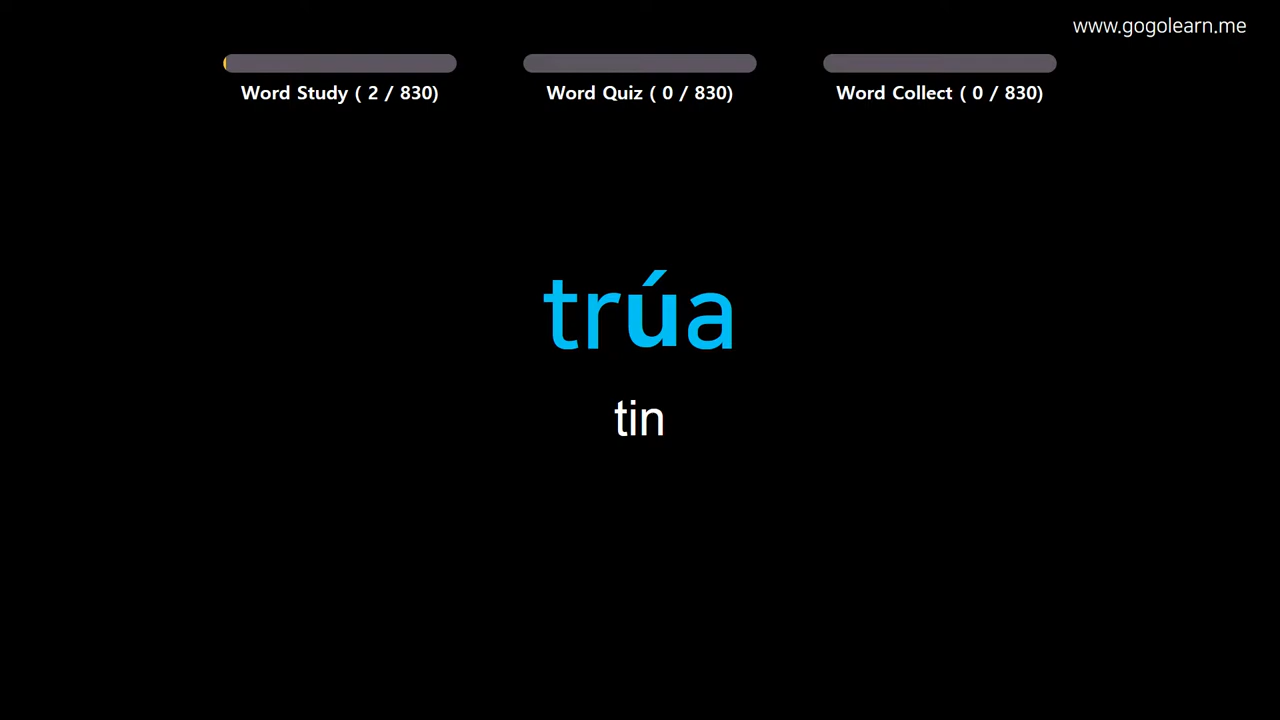 www.gogolearn.me
Word Study ( 2 / 830)
Word Quiz ( 0 / 830)
Word Collect ( 0 / 830)
trúa
tin